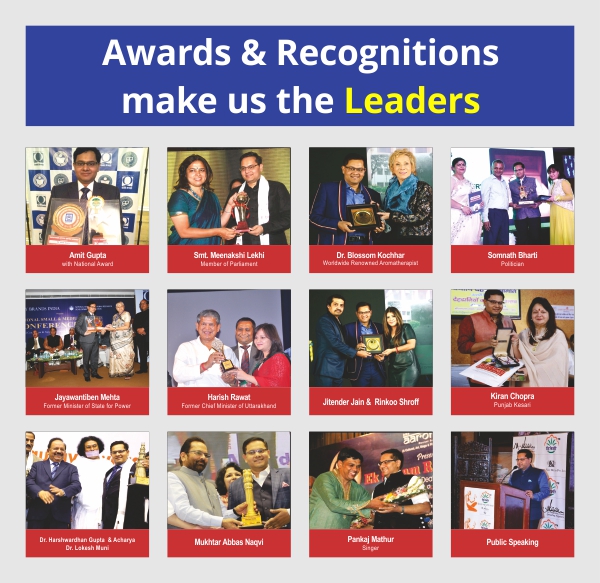 Awards & Recognitions
make us the Leaders
Amit Gupta
with National Award
Smt. Meenakshi Lekhi
Member of Parliament
Dr. Blossom Kochhar
Worldwide Renowned Aromatherapist
Somnath Bharti
Politician
Jayawantiben Mehta
Former Minister of State for Power
Harish Rawat
Former Chief Minister of Uttarakhand
Jitender Jain & Rinkoo Shroff
Kiran Chopra
Punjab Kesari
Dr. Harshwardhan Gupta & Acharya
Dr. Lokesh Muni
Mukhtar Abbas Naqvi
Pankaj Mathur
Singer
Public Speaking